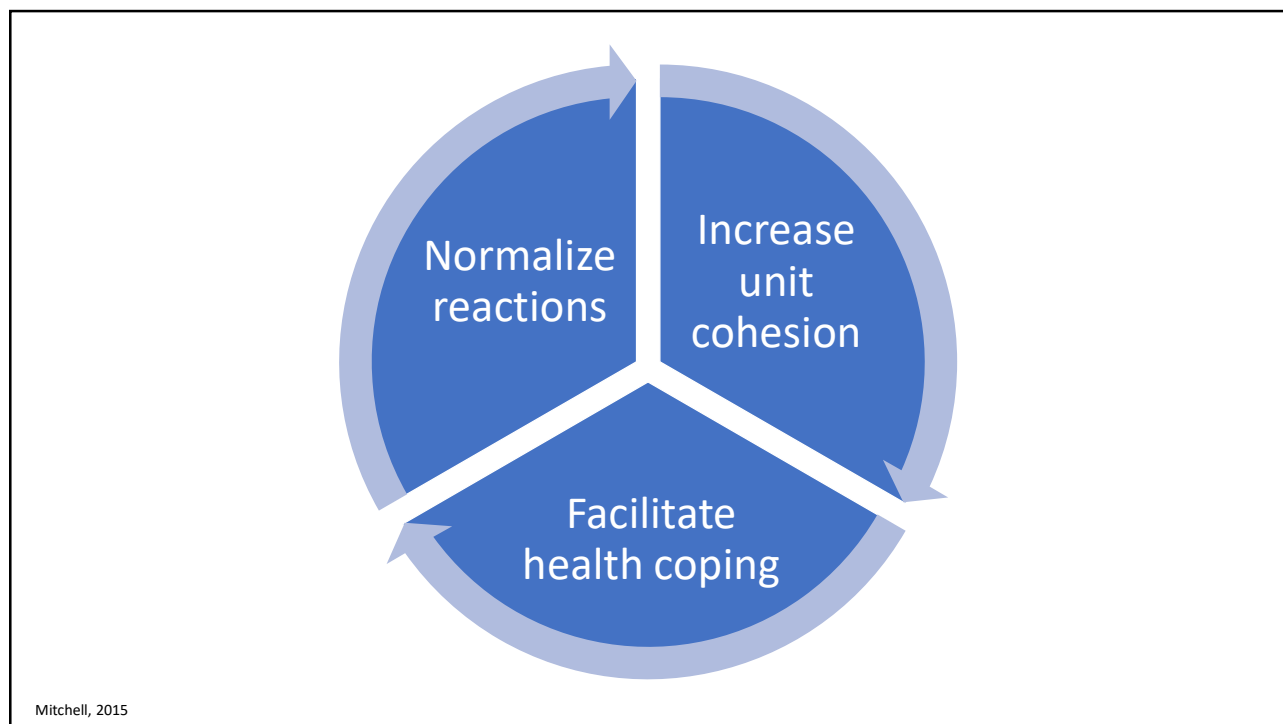 Normalize
reactions
Increase
unit
cohesion
Facilitate
health coping
Mitchell, 2015